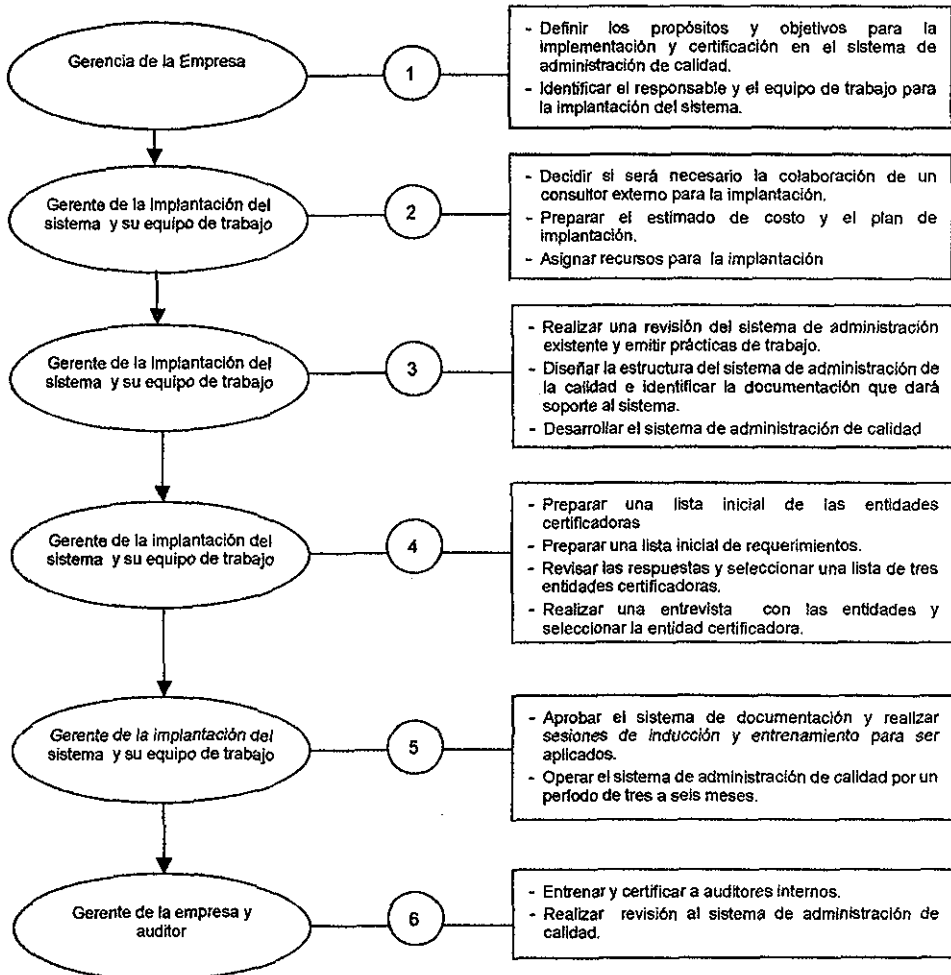 Gerencia de la Empresa
1
- Definir los propósitos y objetivos para la
implementación y certificación en el sistema de
administración de calidad.
- Identificar el responsable y el equipo de trabajo para
la implantación del sistema.
Gerente de la Implantación del
sistema y su equipo de trabajo
2
- Decidir si será necesario la colaboración de un
consultor externo para la implantación.
- Preparar el estimado de costo y el plan de
implantación.
- Asignar recursos para la implantación
Gerente de la Implantación del
sistema y su equipo de trabajo
3
- Realizar una revisión del sistema de administración
existente y emitir prácticas de trabajo.
- Diseñar la estructura del sistema de administración de
la calidad e identificar la documentación que dará
soporte al sistema.
- Desarrollar el sistema de administración de calidad
Gerente de la implantación del
sistema y su equipo de trabajo
4
- Preparar una lista inicial de las entidades
certificadoras
- Preparar una lista inicial de requerimientos.
- Revisar las respuestas y seleccionar una lista de tres
entidades certificadoras.
- Realizar una entrevista con las entidades y
seleccionar la entidad certificadora.
Gerente de la implantación del
sistema y su equipo de trabajo
5
- Aprobar el sistema de documentación y realizar
sesiones de inducción y entrenamiento para ser
aplicados.
- Operar el sistema de administración de calidad por un
período de tres a seis meses.
Gerente de la empresa y
auditor
6
- Entrenar y certificar a auditores internos.
- Realizar revisión al sistema de administración de
calidad.